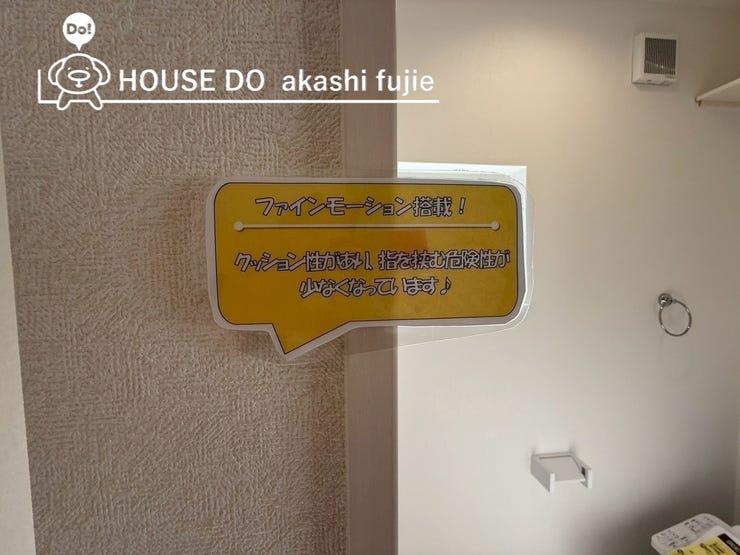 Do!
HOUSE DO akashi fujie
ファインモーション搭載！
クッション性があり、指を挟む危険性が
少なくなっています♪